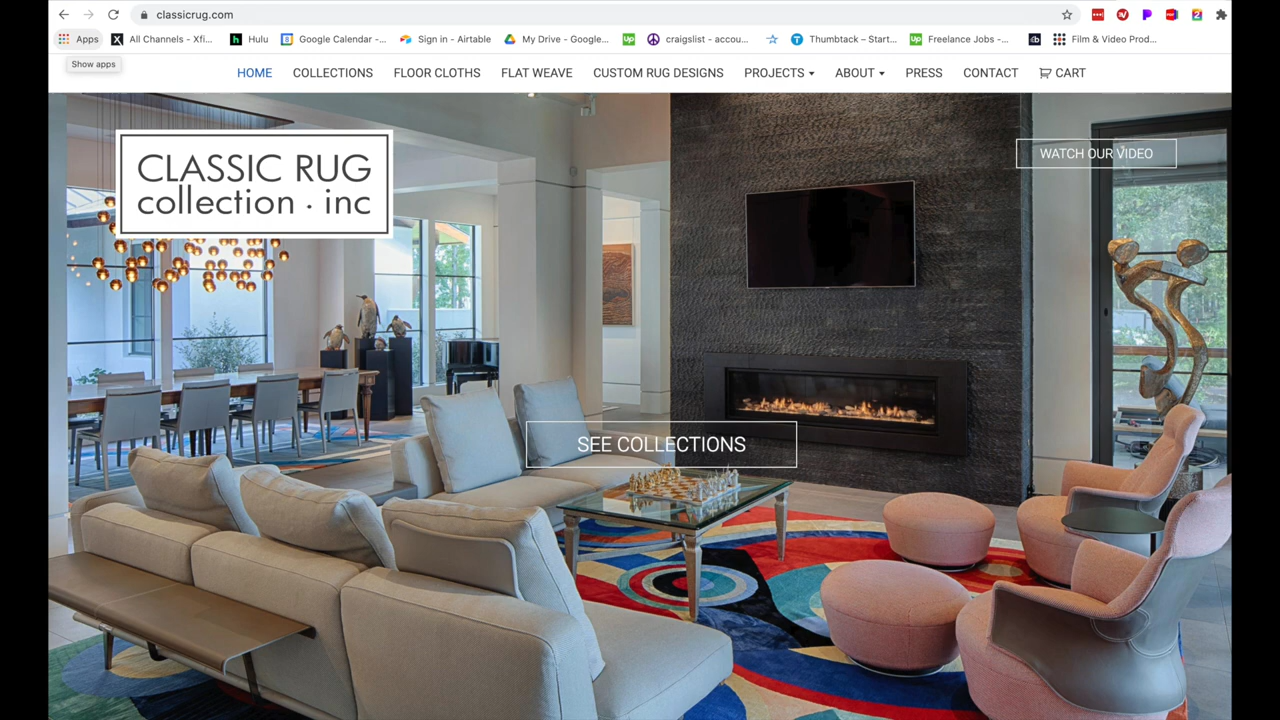 classicrug.com
Apps
All Channels - Xfi...
Hulu
Google Calendar -...
Sign in - Airtable
My Drive - Google...
craigslist - accou...
Thumbtack – Start...
Freelance Jobs -...
Film & Video Prod...
Show apps
HOME
COLLECTIONS
FLOOR CLOTHS
FLAT WEAVE
CUSTOM RUG DESIGNS
PROJECTS
ABOUT
PRESS
CONTACT
CART
CLASSIC RUG
collection · inc
WATCH OUR VIDEO
SEE COLLECTIONS